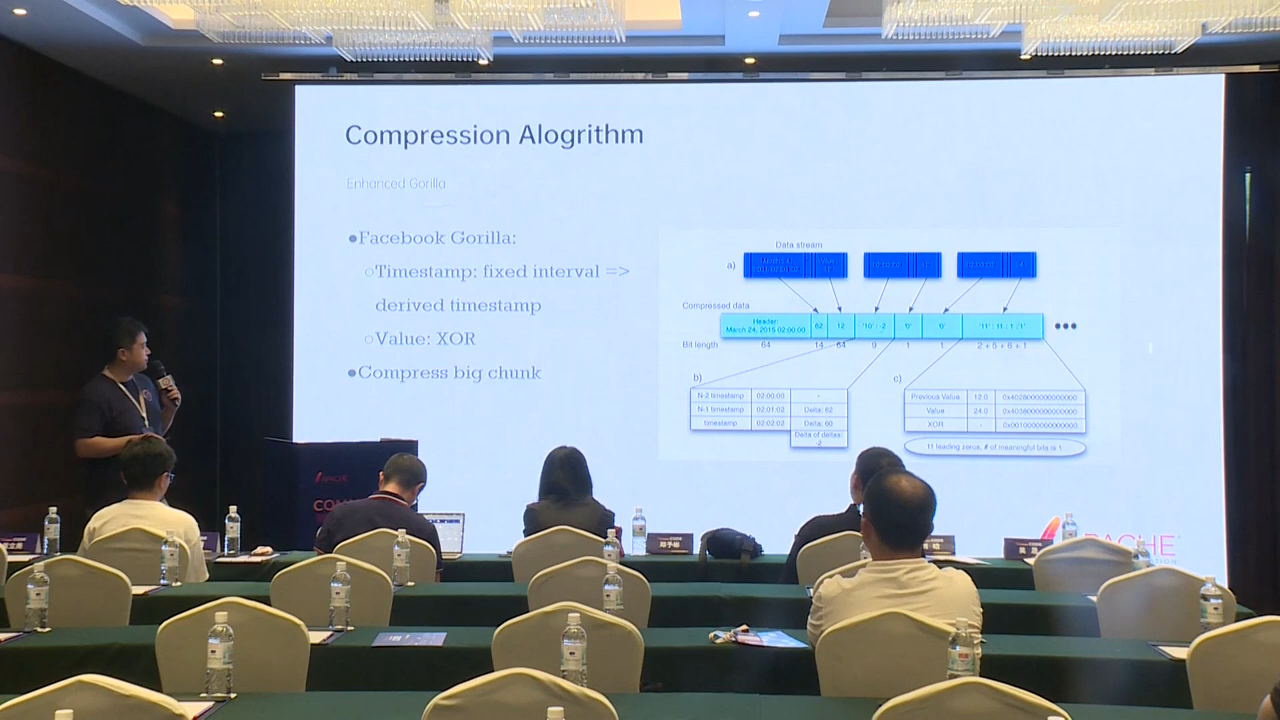 Compression Alogrithm
Enhanced Gorilla
●Facebook Gorilla:
○Timestamp: fixed interval =>
derived timestamp
○Value: XOR
●Compress big chunk
Data stream
a)
Compressed data
Header:
March 24, 2015 02:00:00
62
12
'10' : -2
'0'
'0'
'11' : 11 : 1 :'1'
●●●
Bit length
64
14
64
9
1
1
2 + 5 + 6 + 1
b)
N-2 timestamp
02:00:00
-
N-1 timestamp
02:01:02
Delta: 62
timestamp
02:02:02
Delta: 60
Delta of deltas:
-2
c)
Previous Value
12.0
0x4028000000000000
Value
24.0
0x4038000000000000
XOR
-
0x0010000000000000
11 leading zeros, # of meaningful bits is 1
APACHE